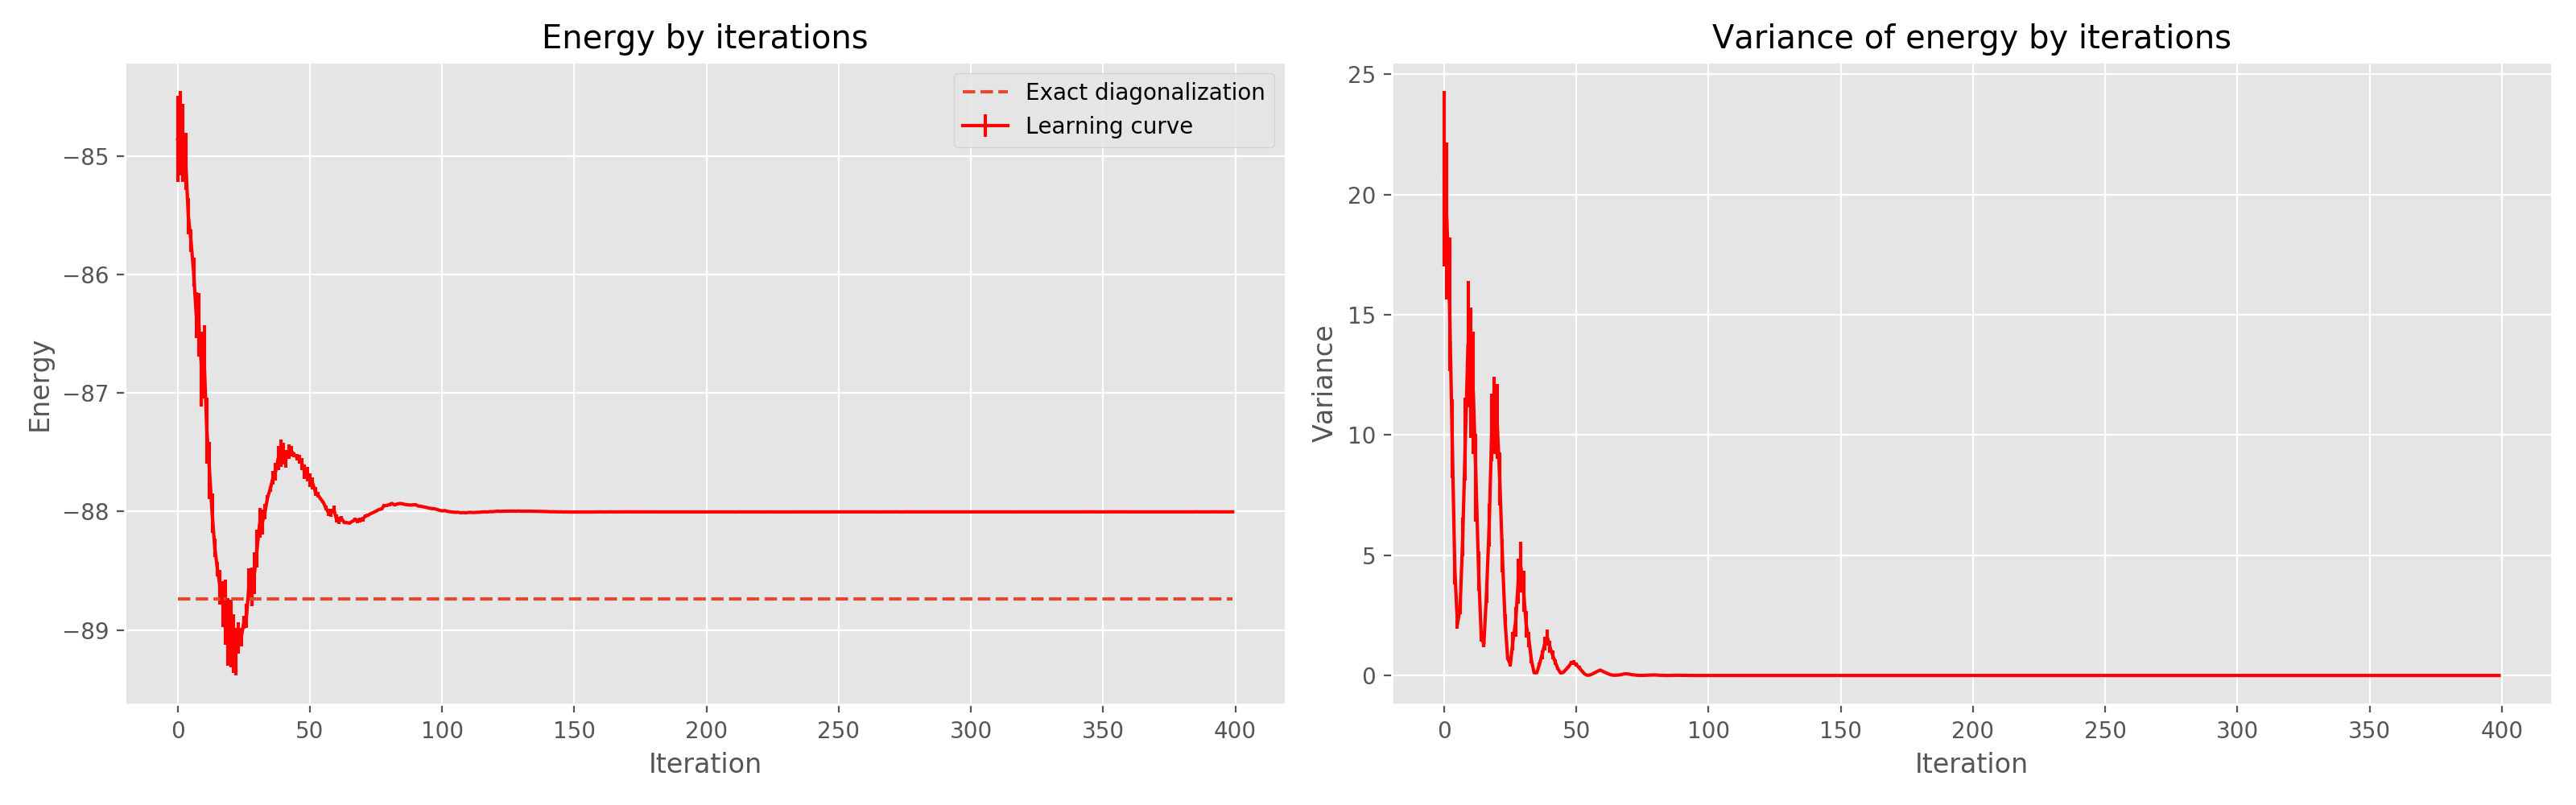 Energy by iterations
Exact diagonalization
Learning curve
−85
−86
−87
−88
−89
Energy
0 50 100 150 200 250 300 350 400
Iteration
Variance of energy by iterations
25
20
15
10
5
0
Variance
0 50 100 150 200 250 300 350 400
Iteration